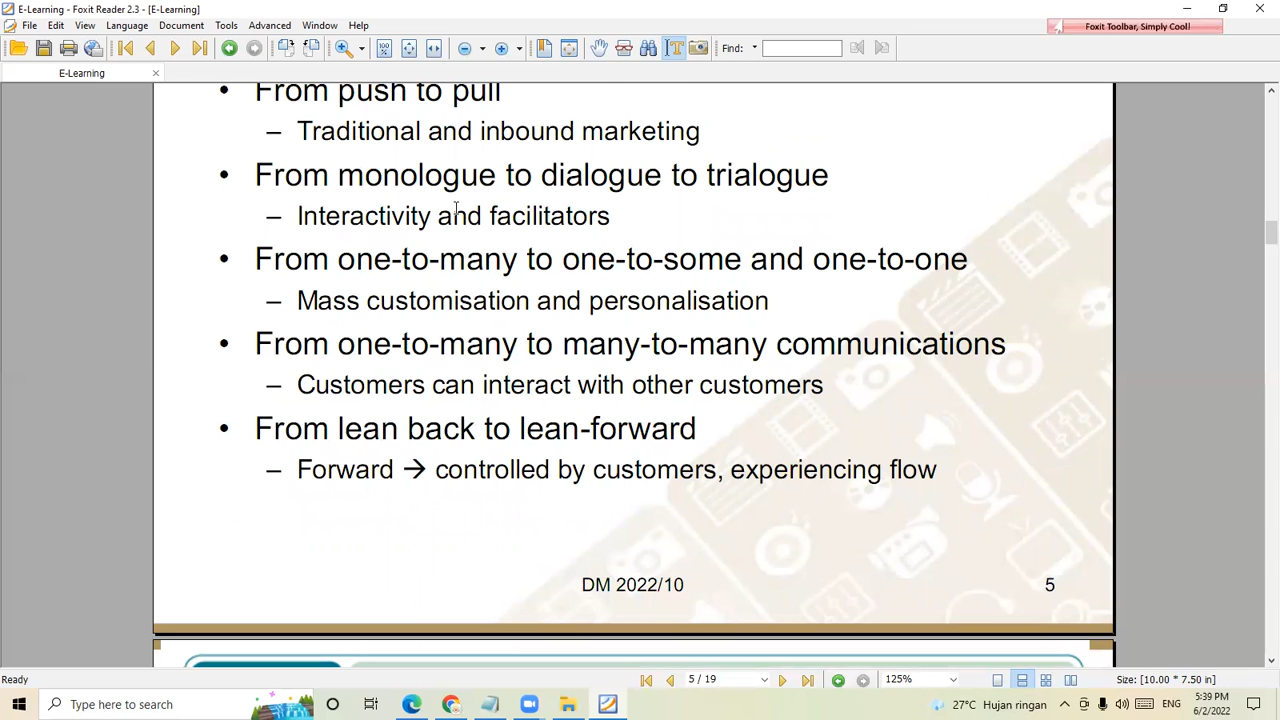 E-Learning - Foxit Reader 2.3 - [E-Learning]
File Edit View Language Document Tools Advanced Window Help
Foxit Toolbar, Simply Cool!
Find:
E-Learning
• From push to pull
– Traditional and inbound marketing
• From monologue to dialogue to trialogue
– Interactivity and facilitators
• From one-to-many to one-to-some and one-to-one
– Mass customisation and personalisation
• From one-to-many to many-to-many communications
– Customers can interact with other customers
• From lean back to lean-forward
– Forward → controlled by customers, experiencing flow
DM 2022/10 5
Ready 5 / 19 125% Size: [10.00 * 7.50 in]
Type here to search 27°C Hujan ringan ENG 5:39 PM
6/2/2022